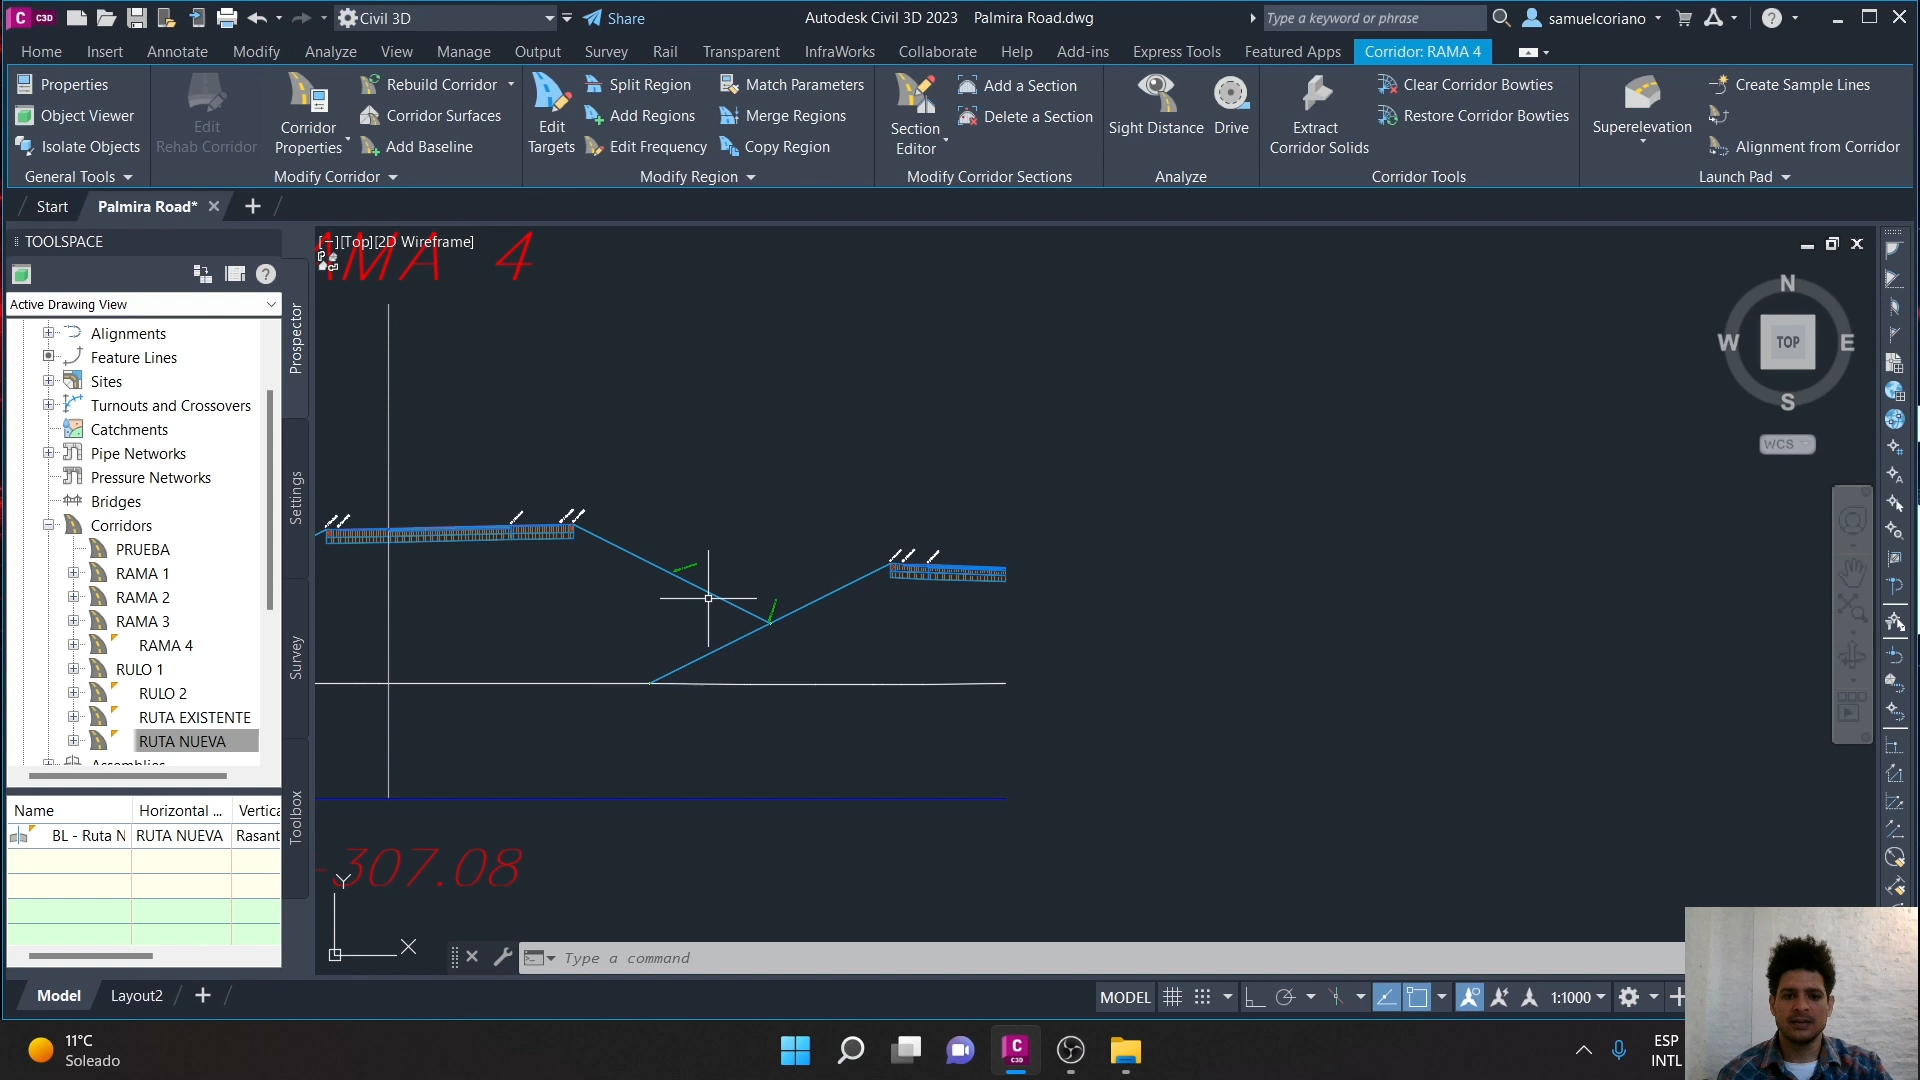 C3D
Civil 3D
Share
Autodesk Civil 3D 2023
Palmira Road.dwg
Type a keyword or phrase
samuelcoriano
Home
Insert
Annotate
Modify
Analyze
View
Manage
Output
Survey
Rail
Transparent
InfraWorks
Collaborate
Help
Add-ins
Express Tools
Featured Apps
Corridor: RAMA 4
Properties
Object Viewer
Isolate Objects
General Tools
Edit
Rehab Corridor
Corridor
Properties
Rebuild Corridor
Corridor Surfaces
Add Baseline
Modify Corridor
Edit
Targets
Split Region
Add Regions
Edit Frequency
Match Parameters
Merge Regions
Copy Region
Modify Region
Section
Editor
Add a Section
Delete a Section
Modify Corridor Sections
Sight Distance
Drive
Analyze
Extract
Corridor Solids
Clear Corridor Bowties
Restore Corridor Bowties
Corridor Tools
Superelevation
Create Sample Lines
Alignment from Corridor
Launch Pad
Start
Palmira Road*
TOOLSPACE
Active Drawing View
Alignments
Feature Lines
Sites
Turnouts and Crossovers
Catchments
Pipe Networks
Pressure Networks
Bridges
Corridors
PRUEBA
RAMA 1
RAMA 2
RAMA 3
RAMA 4
RULO 1
RULO 2
RUTA EXISTENTE
RUTA NUEVA
Assemblies
Prospector
Settings
Survey
Toolbox
Name
Horizontal ...
Vertica
BL - Ruta N
RUTA NUEVA
Rasant
[−][Top][2D Wireframe]
AMA 4
-307.08
Y
X
N
W
TOP
E
S
WCS
Type a command
Model
Layout2
MODEL
1:1000
11°C
Soleado
C3D
ESP
INTL